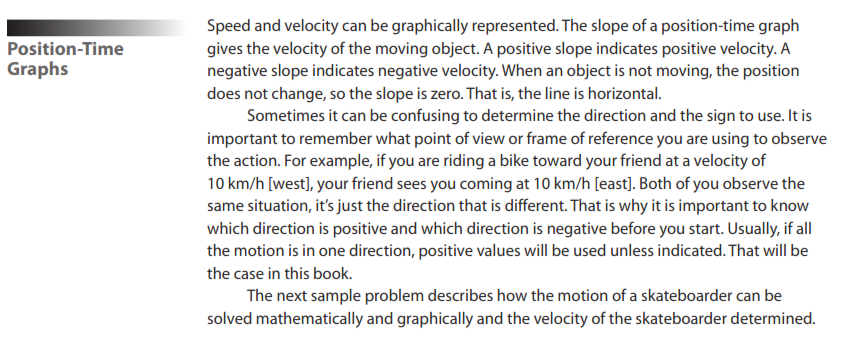 Position-Time
Graphs
Speed and velocity can be graphically represented. The slope of a position-time graph
gives the velocity of the moving object. A positive slope indicates positive velocity. A
negative slope indicates negative velocity. When an object is not moving, the position
does not change, so the slope is zero. That is, the line is horizontal.
Sometimes it can be confusing to determine the direction and the sign to use. It is
important to remember what point of view or frame of reference you are using to observe
the action. For example, if you are riding a bike toward your friend at a velocity of
10 km/h [west], your friend sees you coming at 10 km/h [east]. Both of you observe the
same situation, it's just the direction that is different. That is why it is important to know
which direction is positive and which direction is negative before you start. Usually, if all
the motion is in one direction, positive values will be used unless indicated. That will be
the case in this book.
The next sample problem describes how the motion of a skateboarder can be
solved mathematically and graphically and the velocity of the skateboarder determined.